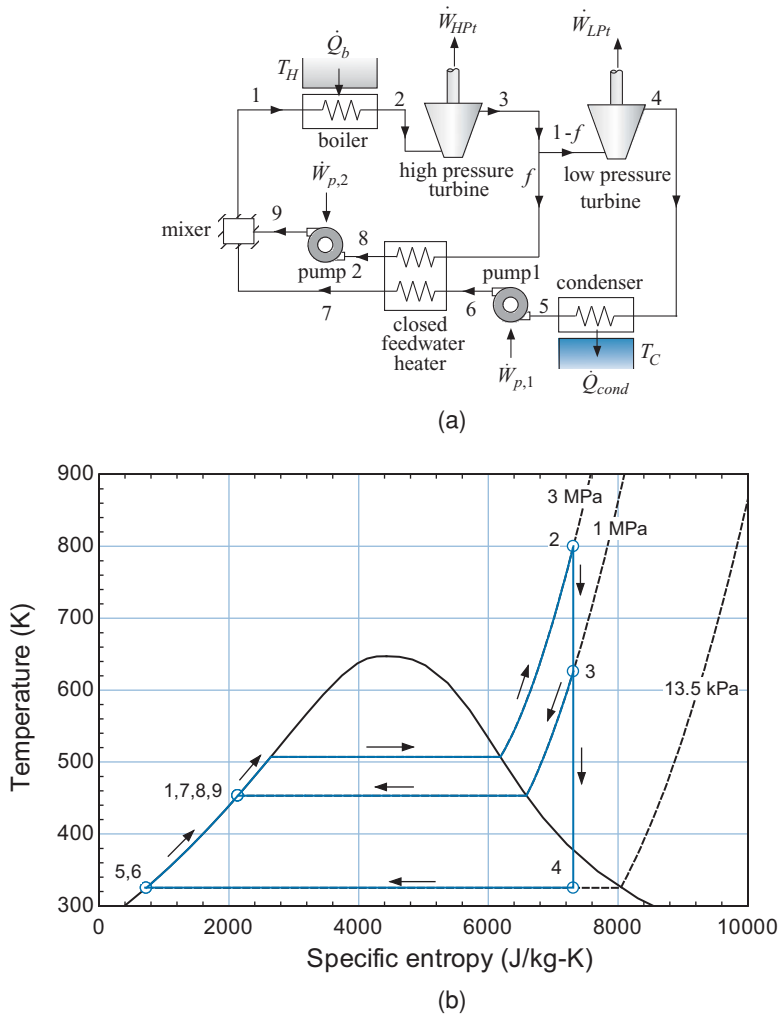 Ẇ_HPt
Ẇ_LPt
Q̇_b
T_H
1
2
3
4
boiler
1-f
high pressure
turbine
f
low pressure
turbine
Ẇ_p,2
mixer
9
8
pump 2
pump1
condenser
7
6
5
closed
feedwater
heater
Ẇ_p,1
T_C
Q̇_cond
(a)
900
800
700
600
500
400
300
Temperature (K)
3 MPa
1 MPa
2
3
13.5 kPa
1,7,8,9
5,6
4
0
2000
4000
6000
8000
10000
Specific entropy (J/kg-K)
(b)